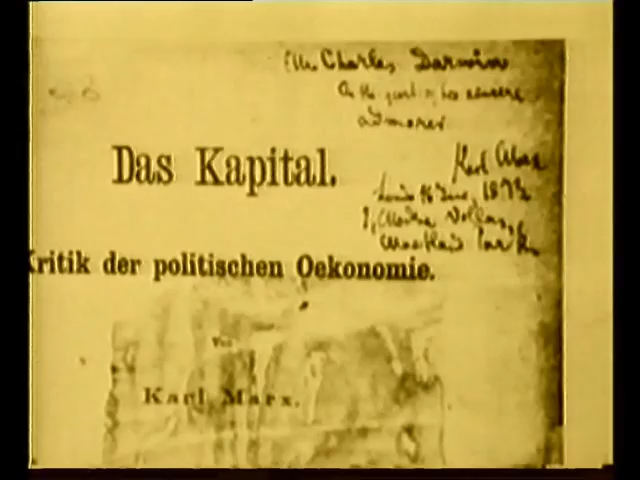 Mr. Charles Darwin
On the part of his sincere
admirer
Karl Marx
London 16 June, 1873
1, Modena Villas,
Maitland Park
Das Kapital.
Kritik der politischen Oekonomie.
Von
Karl Marx.